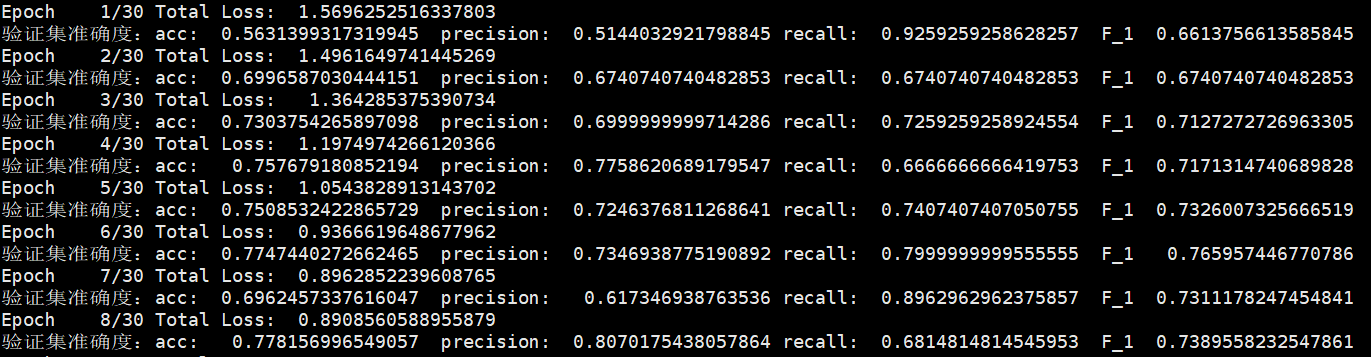 Epoch    1/30 Total Loss:  1.5696252516337803
验证集准确度：acc:  0.5631399317319945  precision:  0.5144032921798845 recall:  0.9259259258628257  F_1  0.6613756613585845
Epoch    2/30 Total Loss:  1.4961649741445269
验证集准确度：acc:  0.6996587030444151  precision:  0.6740740740482853 recall:  0.6740740740482853  F_1  0.6740740740482853
Epoch    3/30 Total Loss:   1.364285375390734
验证集准确度：acc:  0.7303754265897098  precision:  0.6999999999714286 recall:  0.7259259258924554  F_1  0.7127272726963305
Epoch    4/30 Total Loss:  1.1974974266120366
验证集准确度：acc:   0.757679180852194  precision:  0.7758620689179547 recall:  0.6666666666419753  F_1  0.7171314740689828
Epoch    5/30 Total Loss:  1.0543828913143702
验证集准确度：acc:  0.7508532422865729  precision:  0.7246376811268641 recall:  0.7407407407050755  F_1  0.7326007325666519
Epoch    6/30 Total Loss:  0.9366619648677962
验证集准确度：acc:  0.7747440272662465  precision:  0.7346938775190892 recall:  0.7999999999555555  F_1   0.765957446770786
Epoch    7/30 Total Loss:  0.8962852239608765
验证集准确度：acc:  0.6962457337616047  precision:   0.617346938763536 recall:  0.8962962962375857  F_1  0.7311178247454841
Epoch    8/30 Total Loss:  0.8908560588955879
验证集准确度：acc:   0.778156996549057  precision:  0.8070175438057864 recall:  0.6814814814545953  F_1  0.7389558232547861